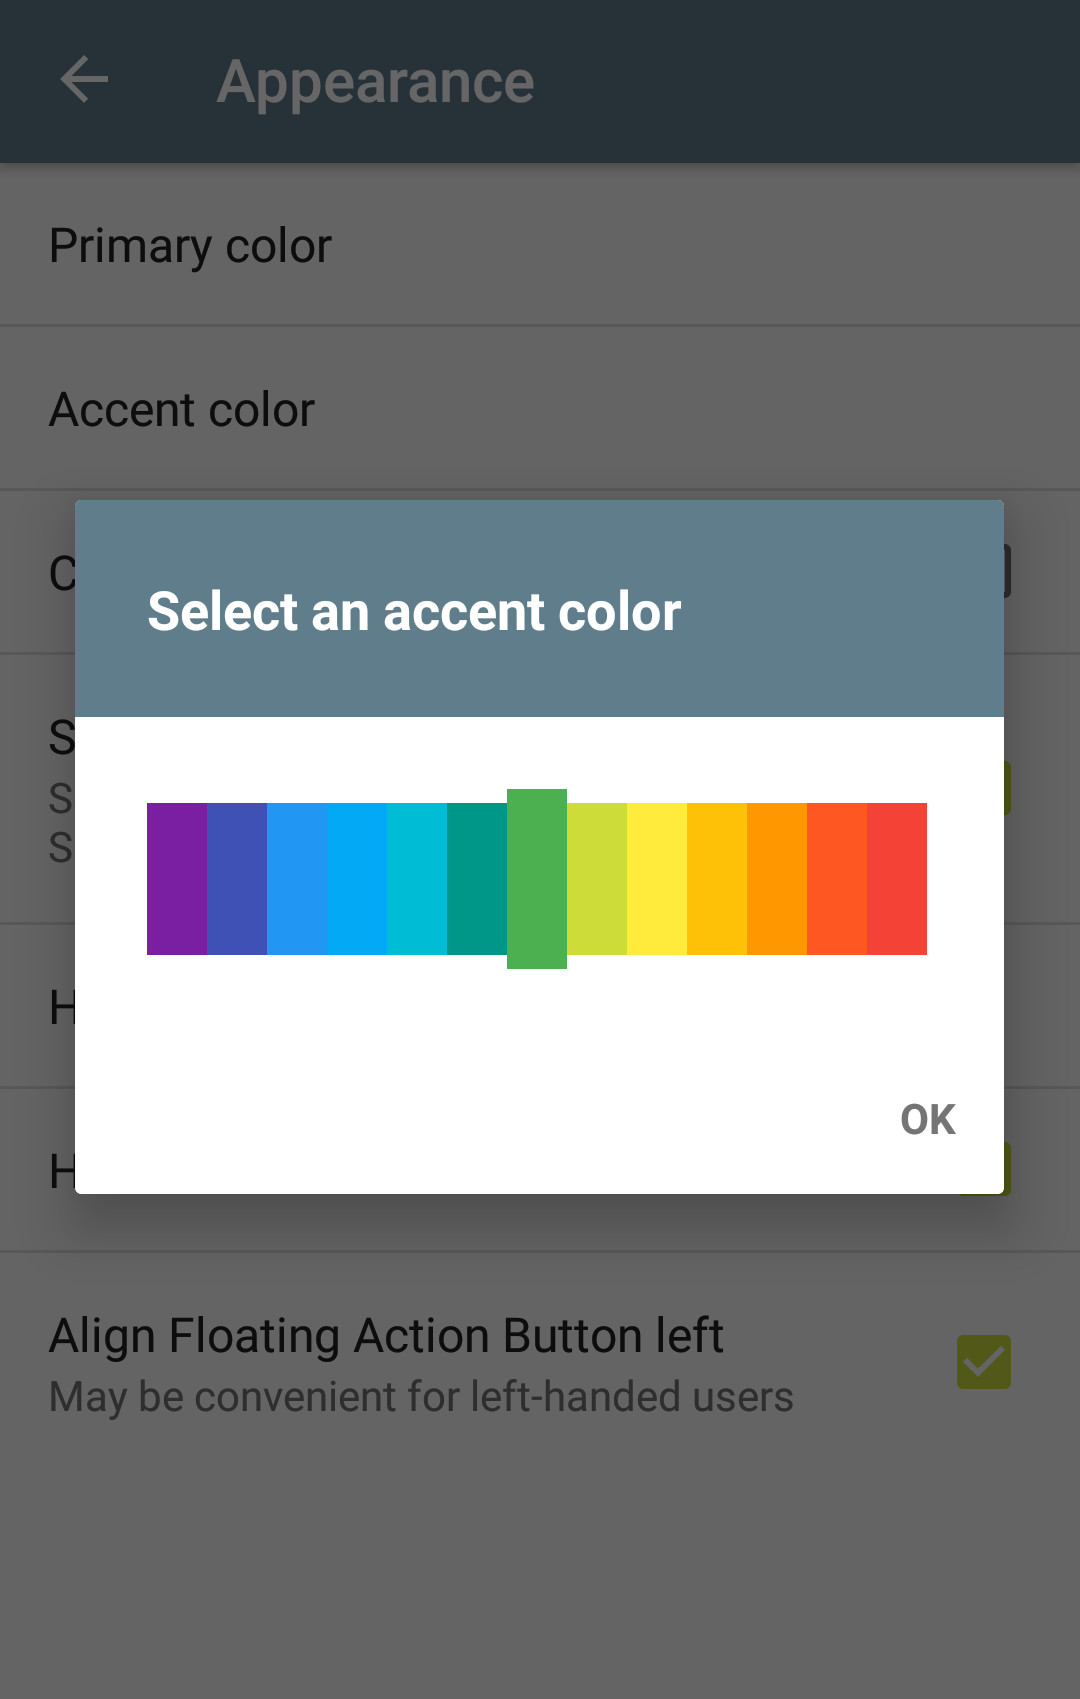 Appearance
Primary color
Accent color
Select an accent color
OK
Align Floating Action Button left
May be convenient for left-handed users